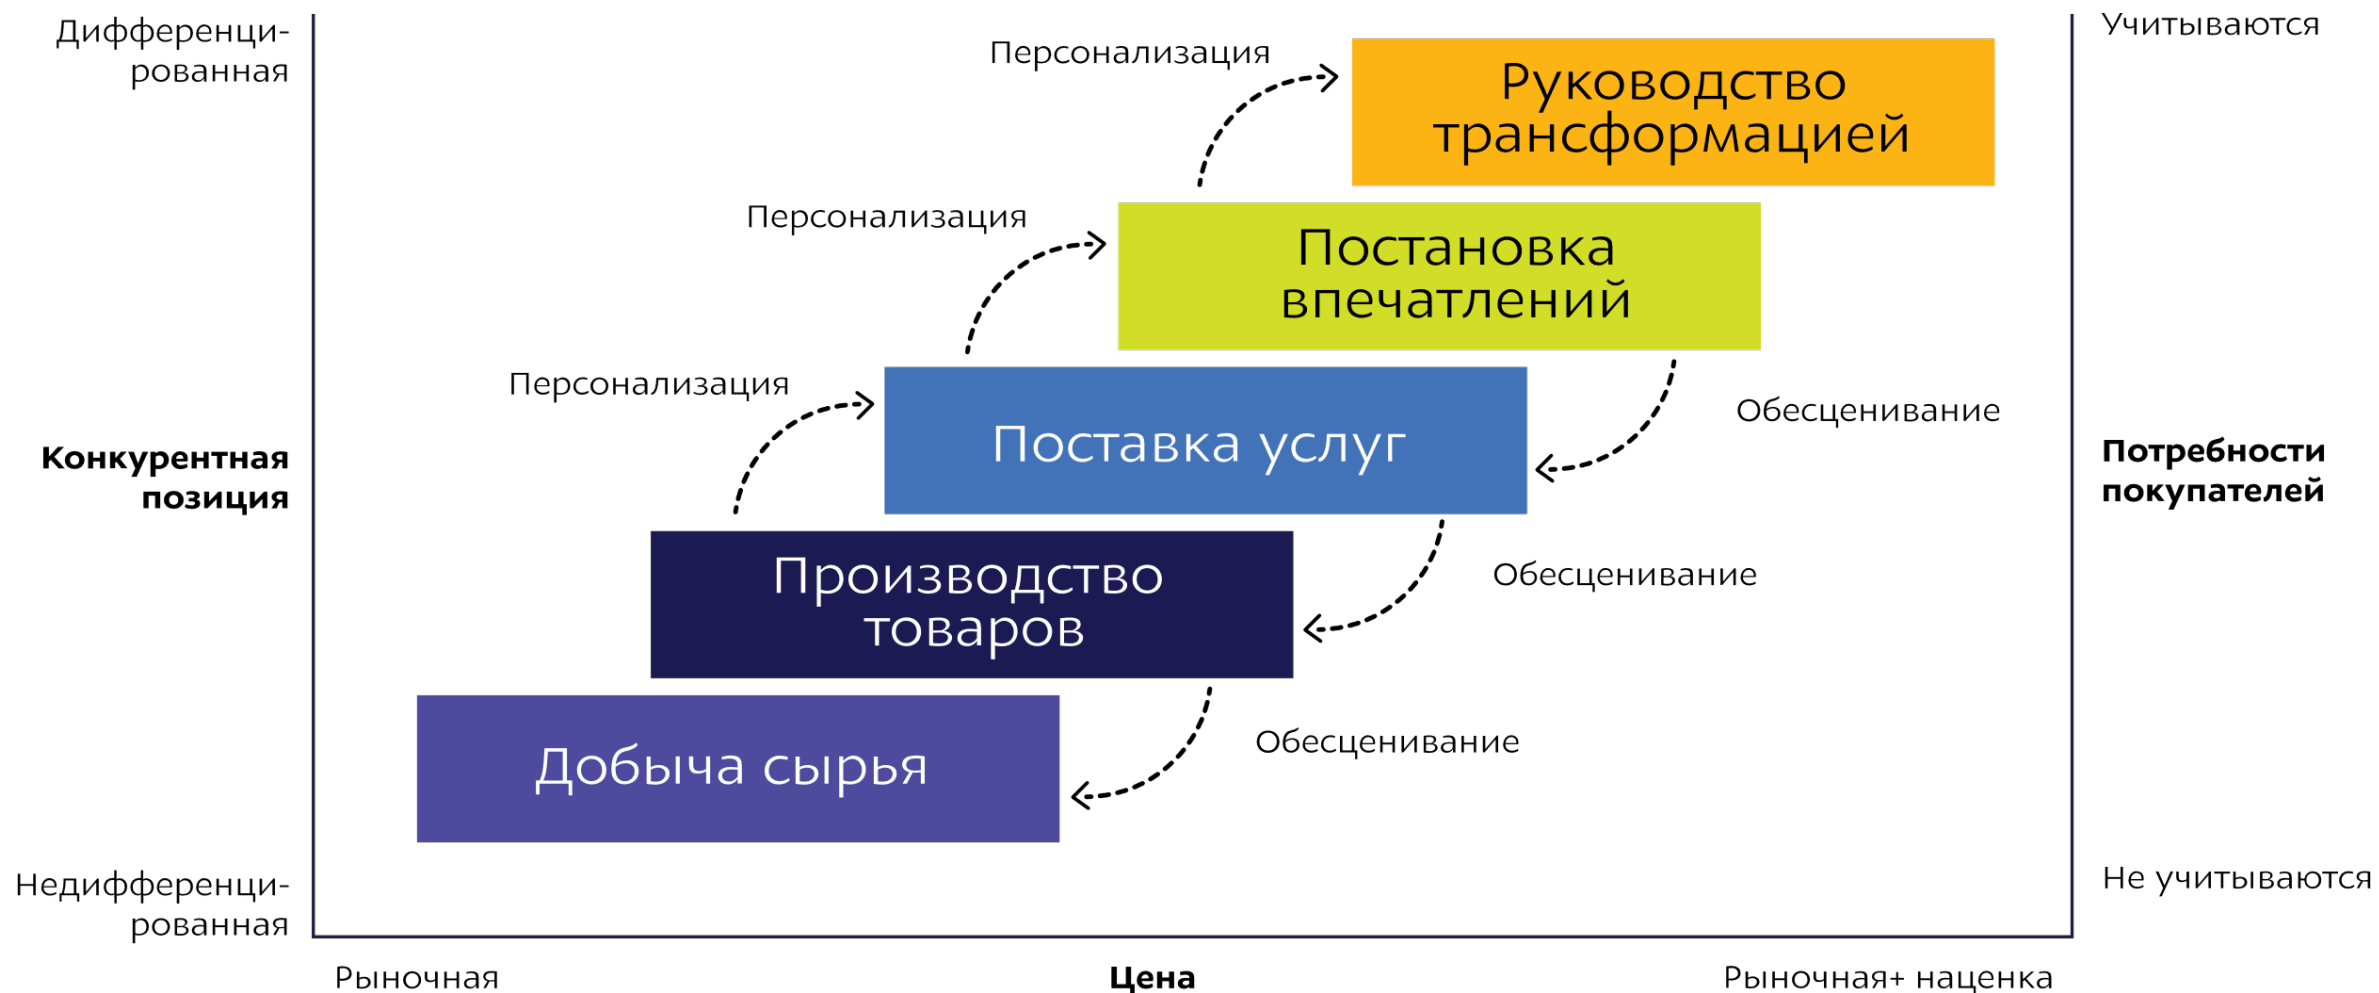 Дифференци-
рованная
Учитываются
Персонализация
Руководство
трансформацией
Персонализация
Постановка
впечатлений
Персонализация
Обесценивание
Поставка услуг
Конкурентная
позиция
Потребности
покупателей
Производство
товаров
Обесценивание
Добыча сырья
Обесценивание
Недифференци-
рованная
Не учитываются
Рыночная
Цена
Рыночная+ наценка